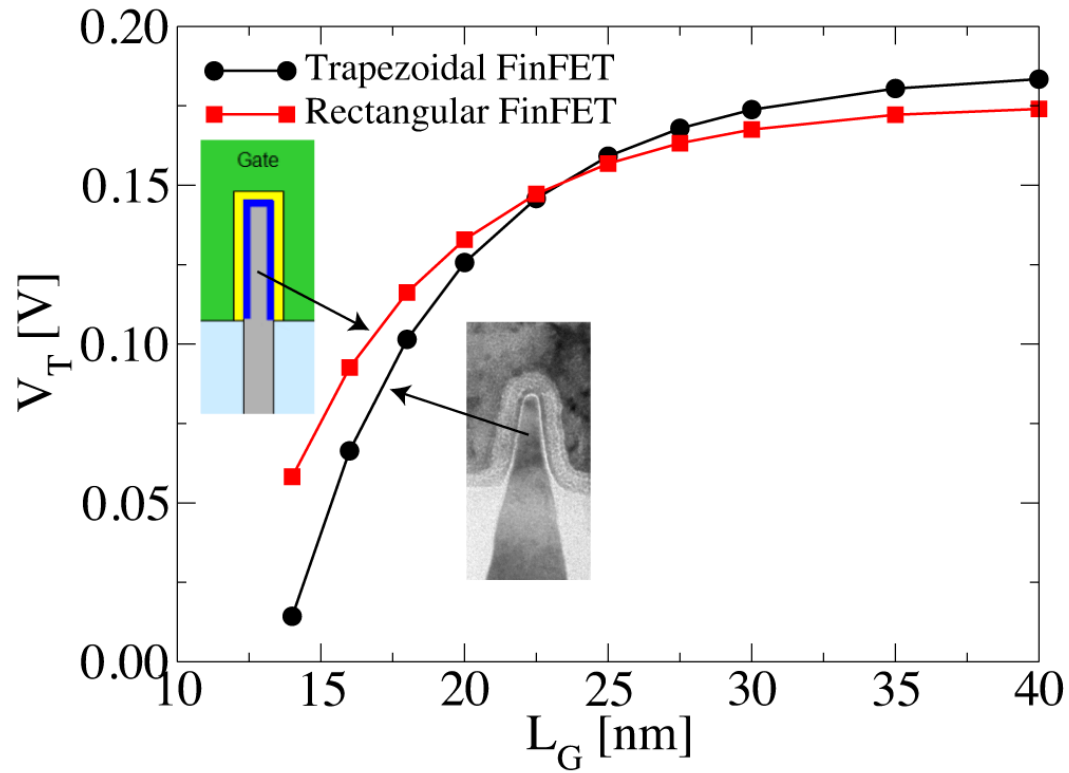 0.20
Trapezoidal FinFET
Rectangular FinFET
Gate
0.15
V_T [V]
0.10
0.05
0.00
10 15 20 25 30 35 40
L_G [nm]